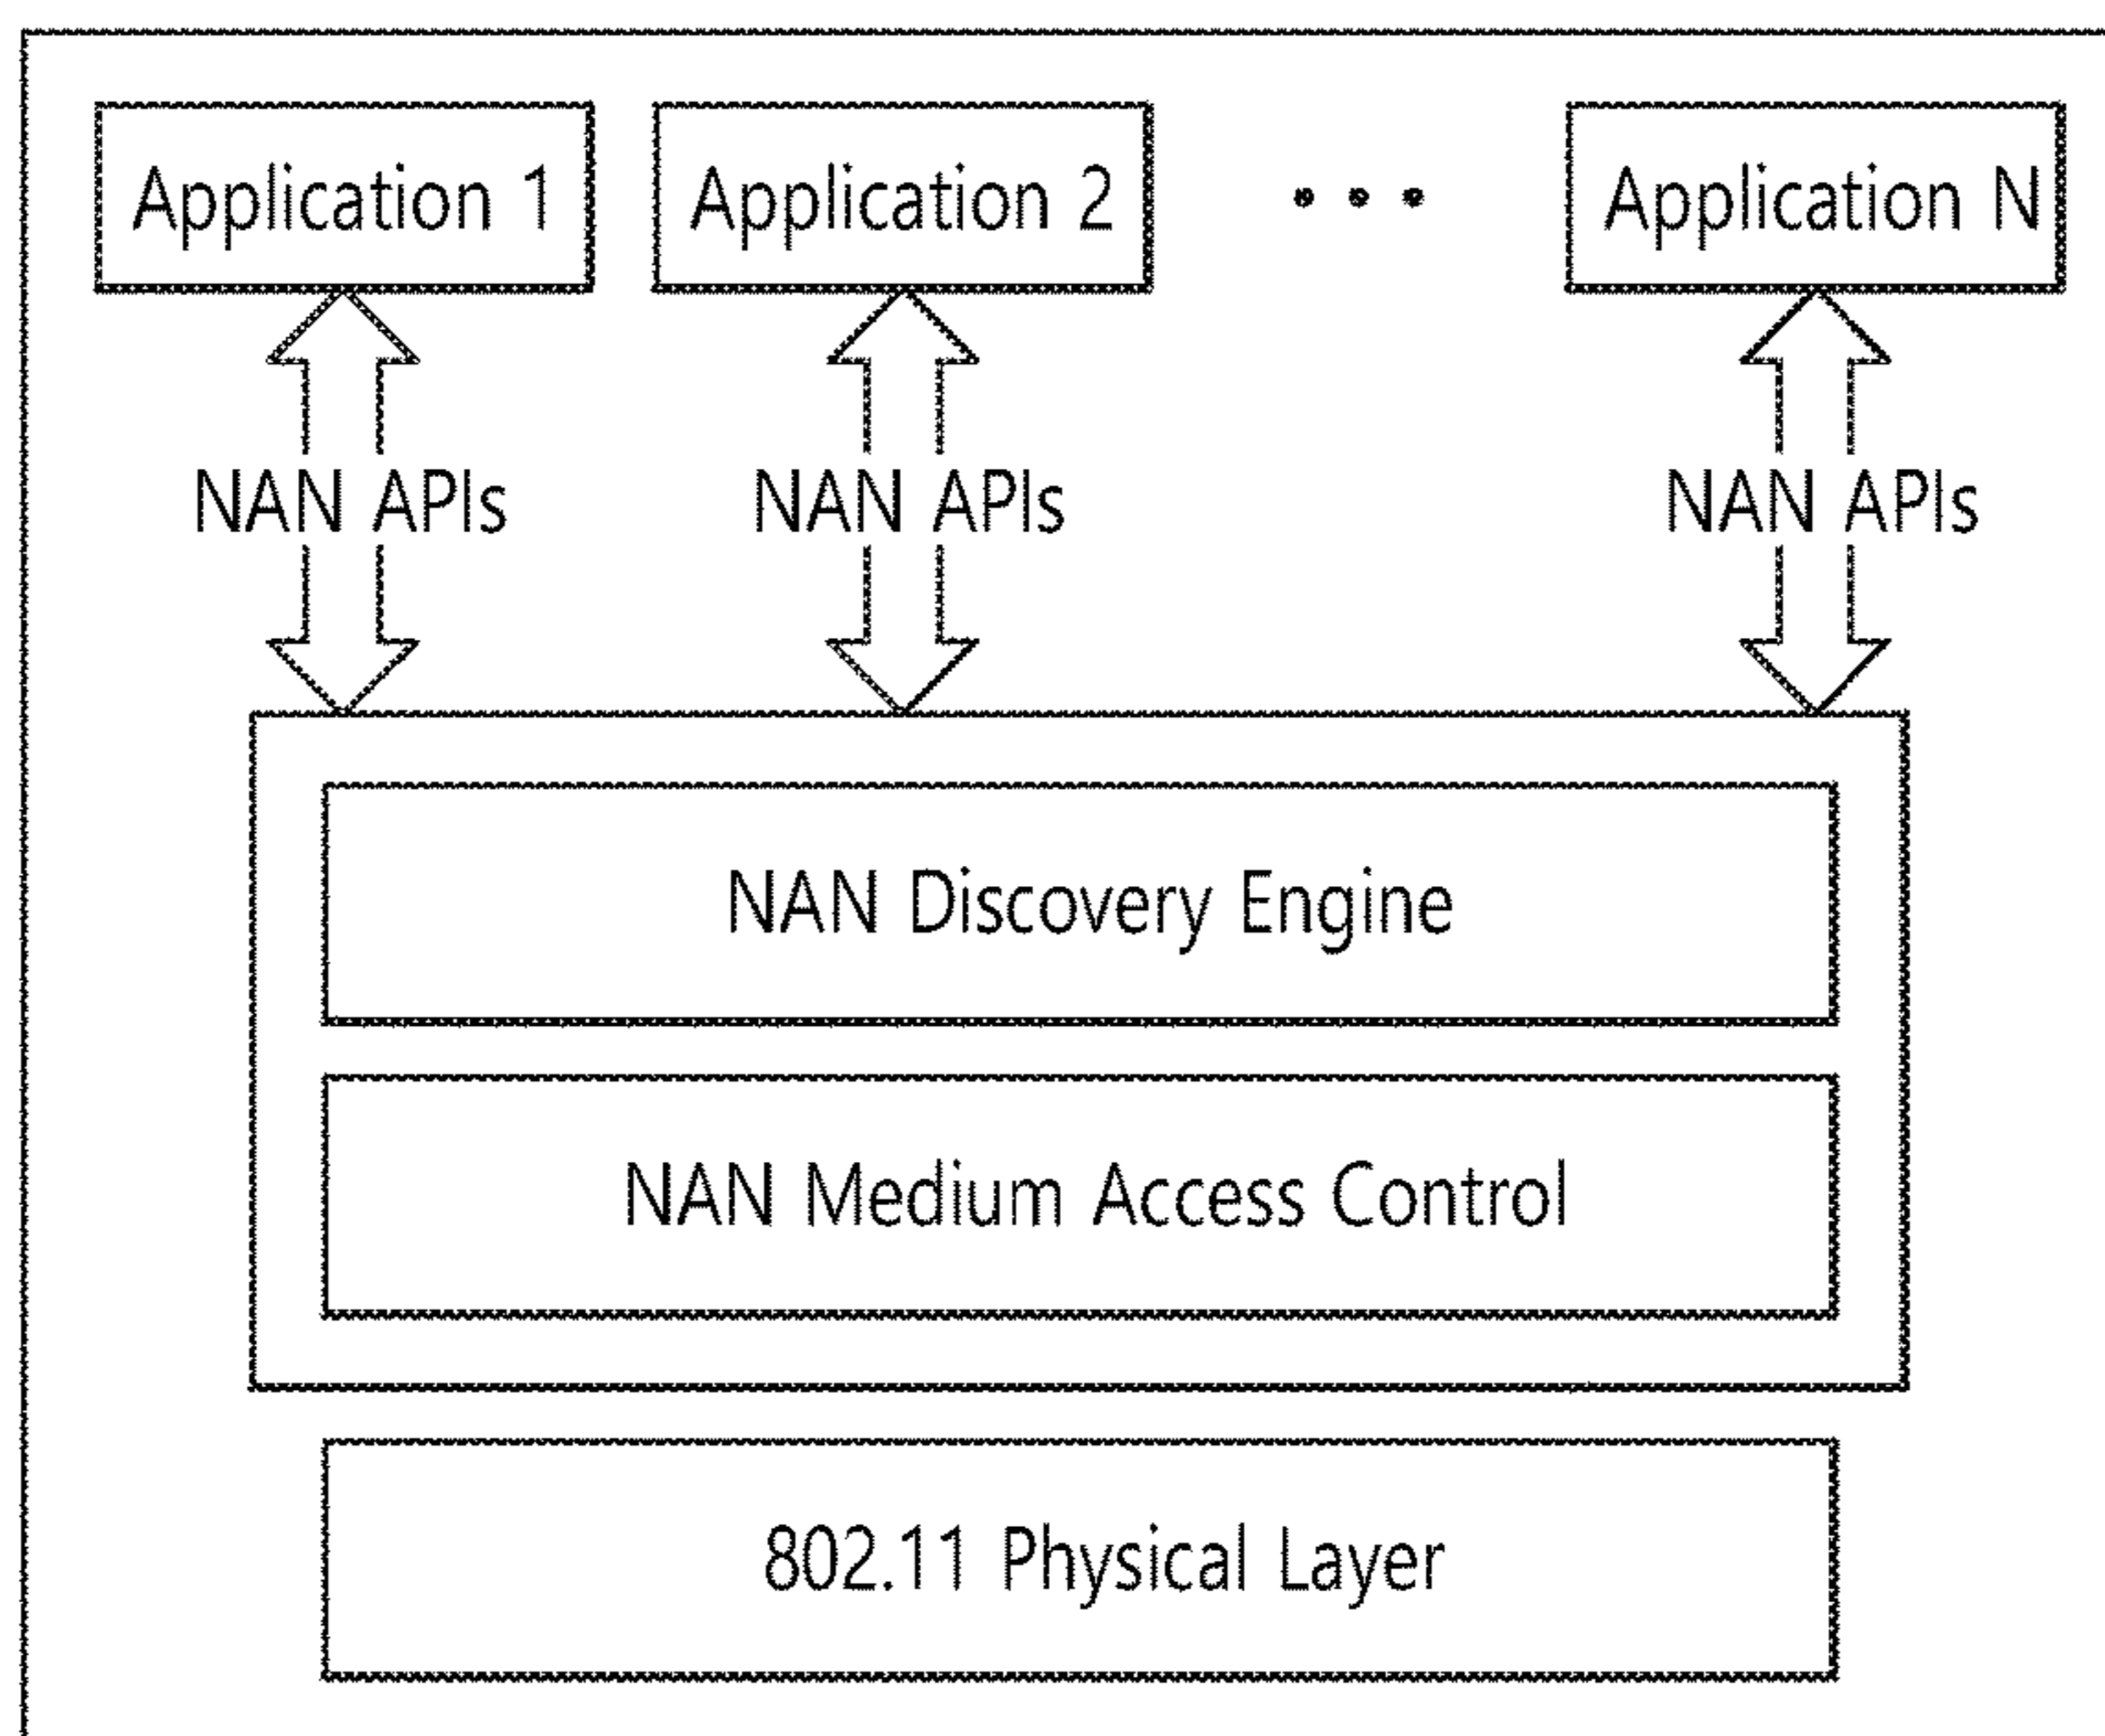 Application 1 Application 2 • • • Application N
NAN APIs NAN APIs NAN APIs
NAN Discovery Engine
NAN Medium Access Control
802.11 Physical Layer